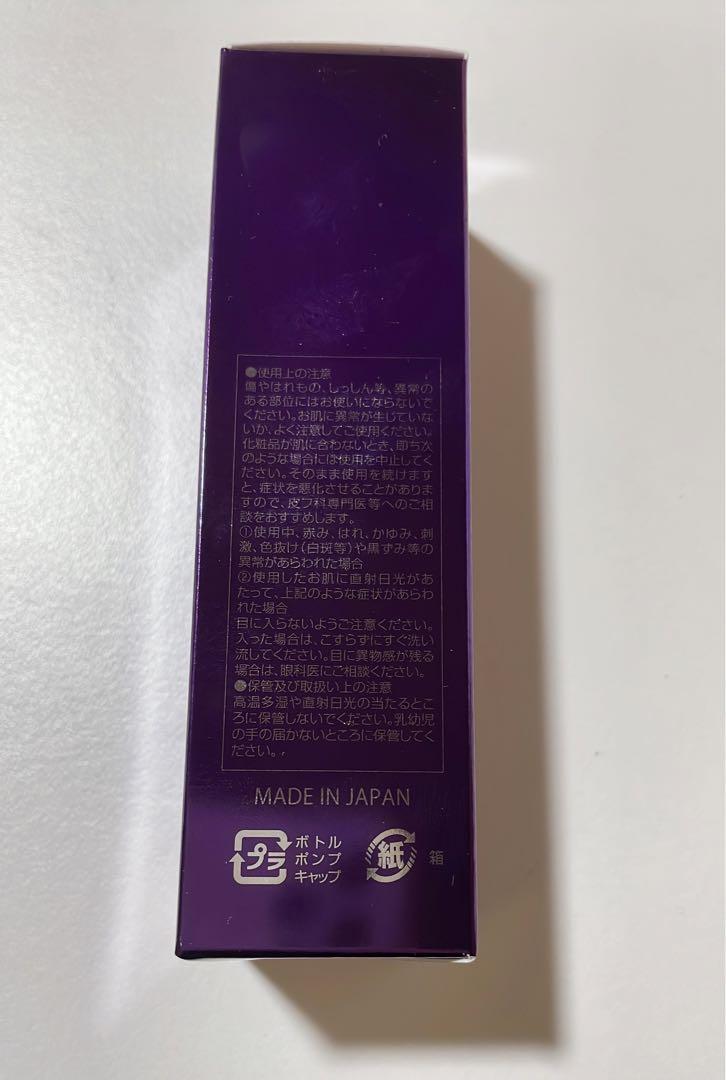 ●使用上の注意
傷やはれもの、しっしん等、異常の
ある部位にはお使いにならないで
ください。お肌に異常が生じていな
いか、よく注意してご使用ください。
化粧品が肌に合わないとき、即ち次
のような場合には使用を中止してく
ださい。そのまま使用を続けます
と、症状を悪化させることがありま
すので、皮フ科専門医等へのご相
談をおすすめします。
①使用中、赤み、はれ、かゆみ、刺
激、色抜け(白斑等)や黒ずみ等の
異常があらわれた場合
②使用したお肌に直射日光があ
たって、上記のような症状があらわ
れた場合
目に入らないようご注意ください。
入った場合は、こすらずにすぐ洗い
流してください。目に異物感が残る
場合は、眼科医にご相談ください。
●保管及び取扱い上の注意
高温多湿や直射日光の当たるとこ
ろに保管しないでください。乳幼児
の手の届かないところに保管してく
ださい。
MADE IN JAPAN
プラ
ボトル
ポンプ
キャップ
紙
箱